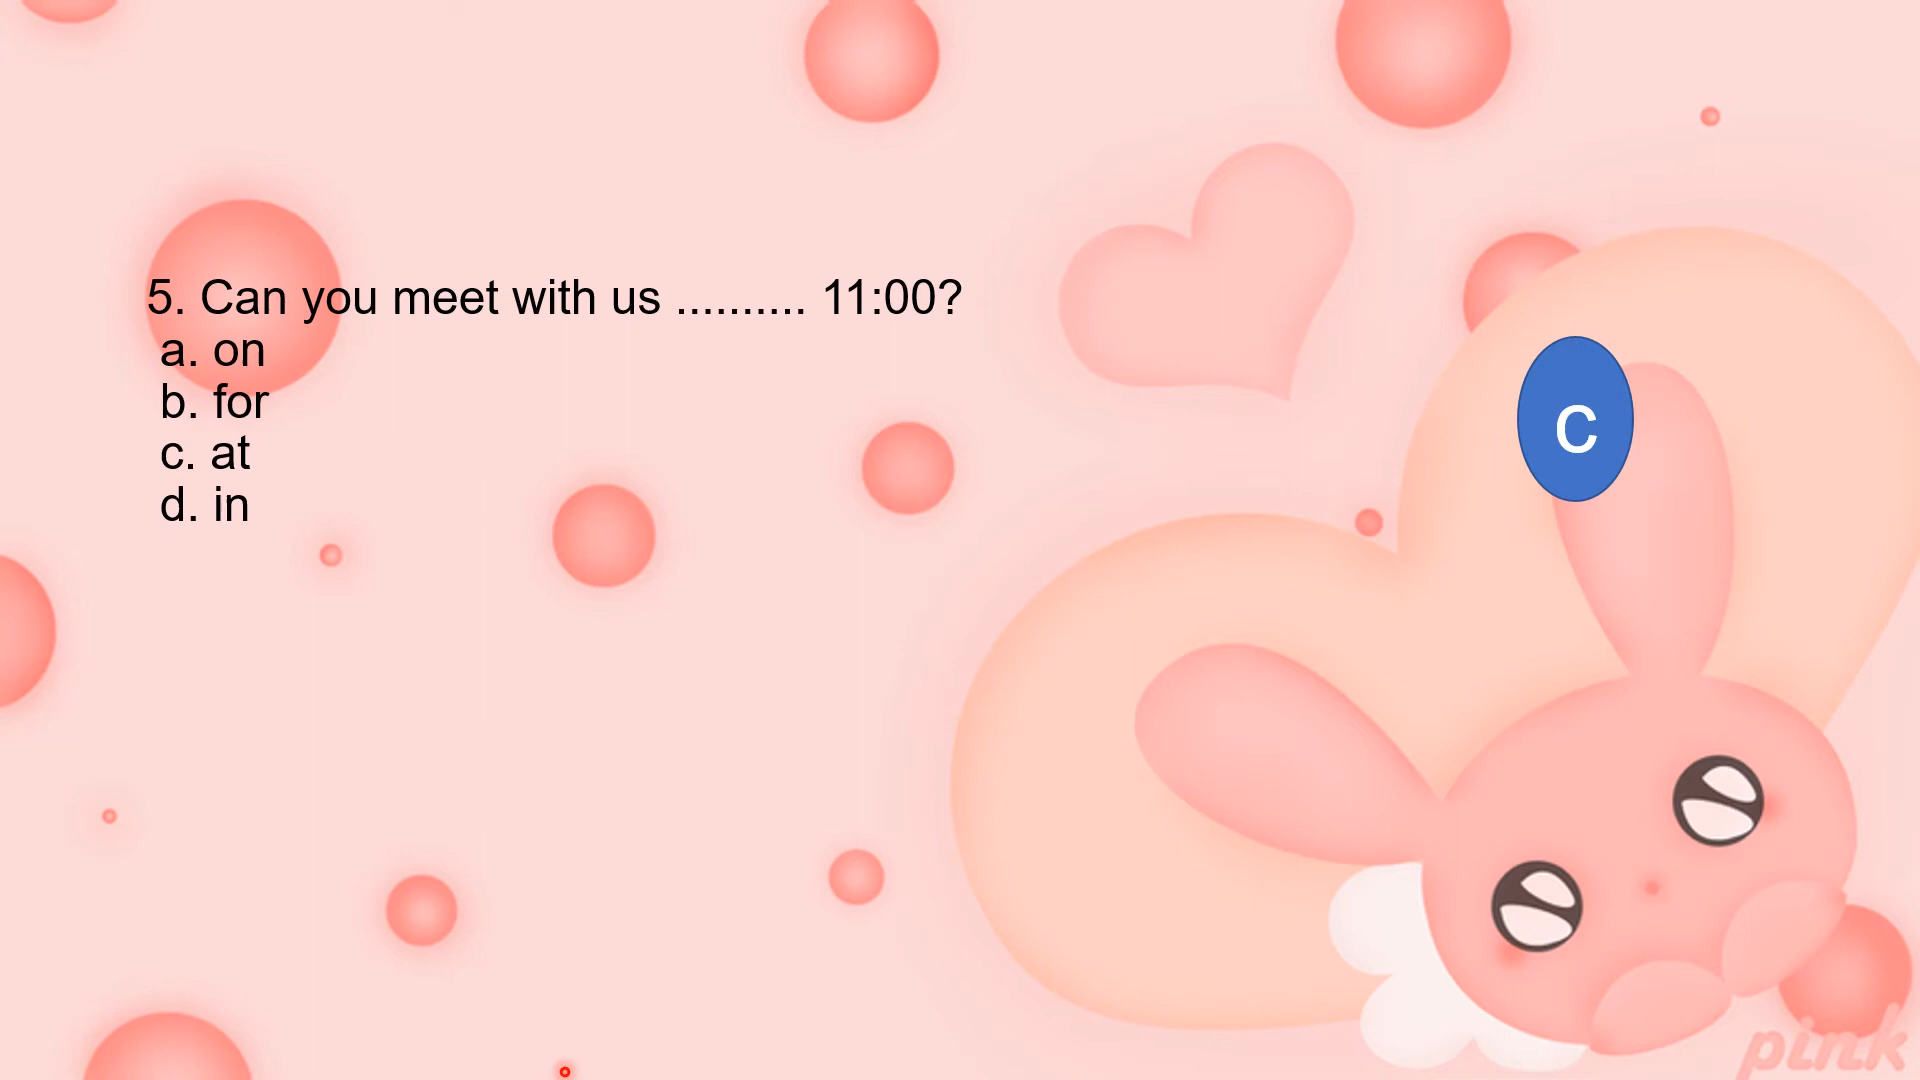 5. Can you meet with us .......... 11:00?
a. on
b. for
c. at
d. in
c
pink